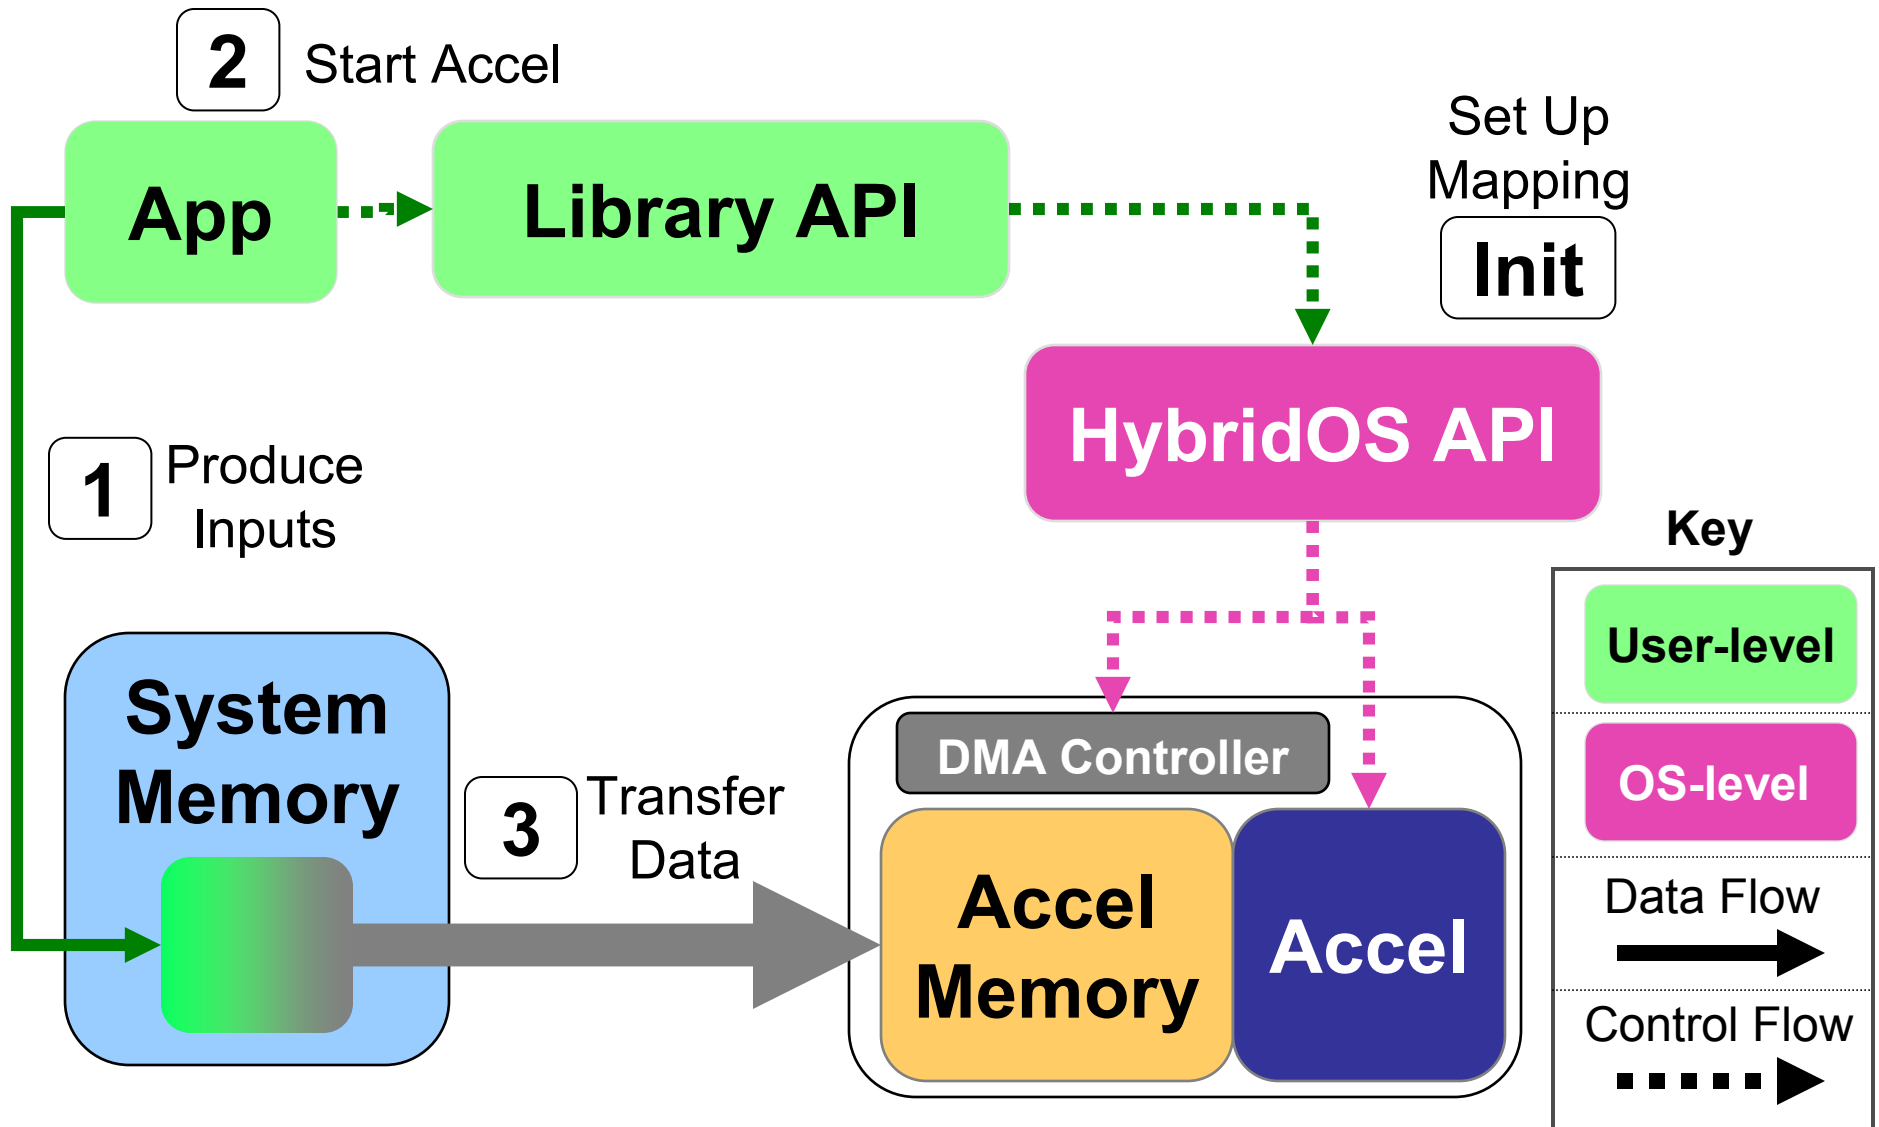 2
Start Accel
Set Up
Mapping
Init
App
Library API
HybridOS API
1
Produce
Inputs
Key
User-level
OS-level
Data Flow
Control Flow
System
Memory
3
Transfer
Data
DMA Controller
Accel
Memory
Accel